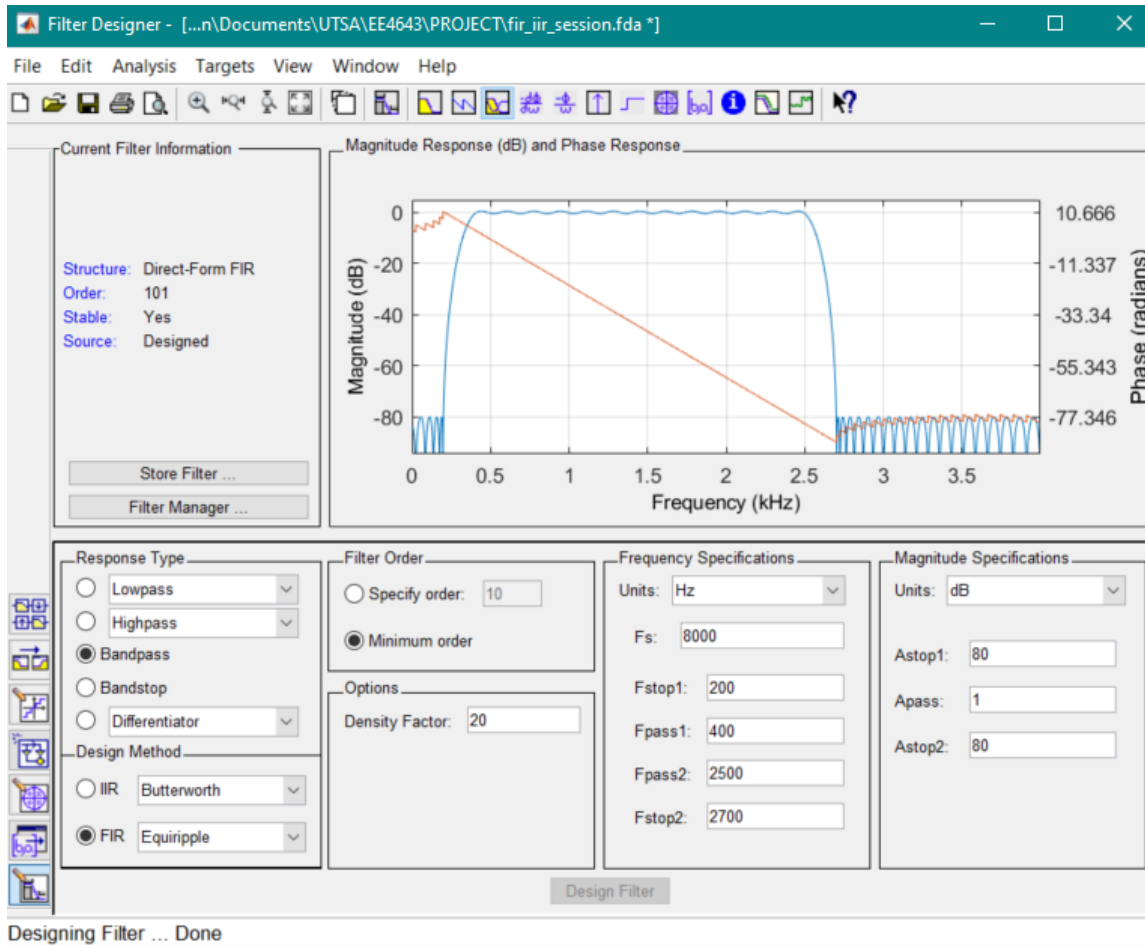 Filter Designer - [...n\Documents\UTSA\EE4643\PROJECT\fir_iir_session.fda *]
File Edit Analysis Targets View Window Help
Current Filter Information
Structure: Direct-Form FIR
Order: 101
Stable: Yes
Source: Designed
Store Filter ...
Filter Manager ...
Magnitude Response (dB) and Phase Response
Magnitude (dB)
0
-20
-40
-60
-80
10.666
-11.337
-33.34
-55.343
-77.346
Phase (radians)
0 0.5 1 1.5 2 2.5 3 3.5
Frequency (kHz)
Response Type
Lowpass
Highpass
Bandpass
Bandstop
Differentiator
Design Method
IIR Butterworth
FIR Equiripple
Filter Order
Specify order: 10
Minimum order
Options
Density Factor: 20
Frequency Specifications
Units: Hz
Fs: 8000
Fstop1: 200
Fpass1: 400
Fpass2: 2500
Fstop2: 2700
Magnitude Specifications
Units: dB
Astop1: 80
Apass: 1
Astop2: 80
Design Filter
Designing Filter ... Done